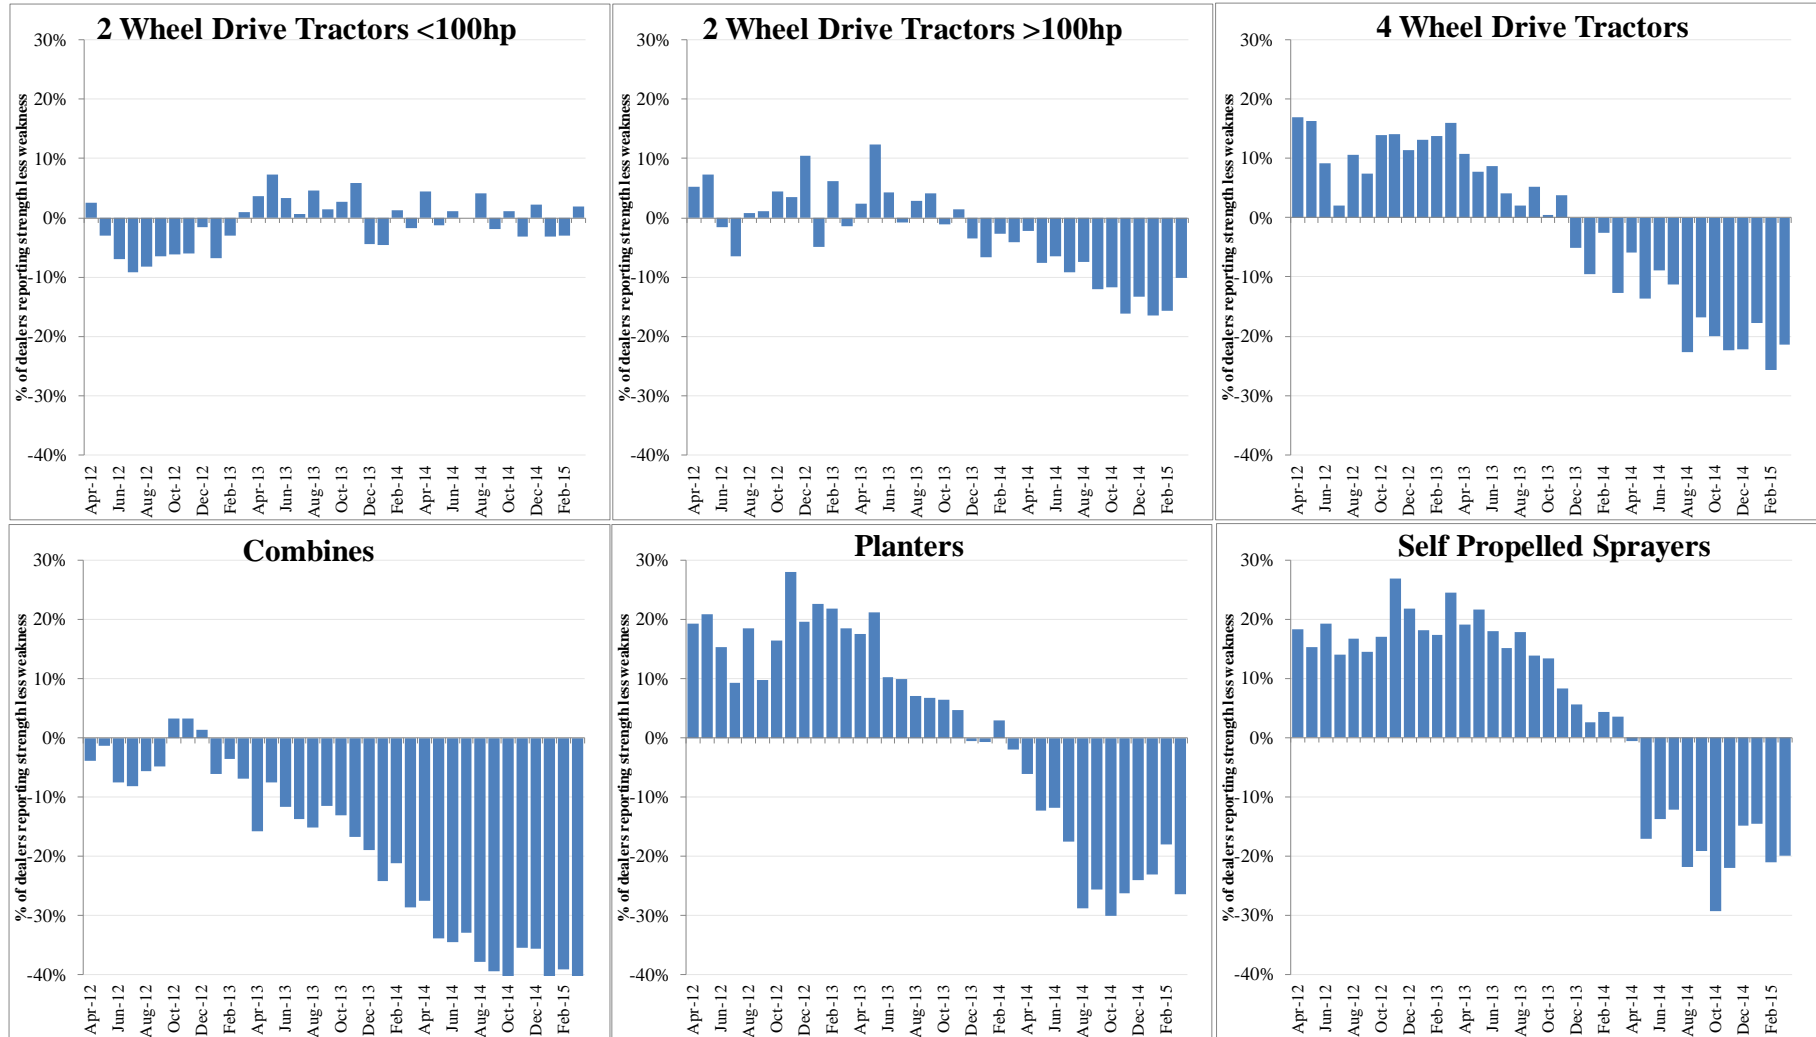 2 Wheel Drive Tractors <100hp
30%
20%
10%
0%
-10%
-20%
-30%
-40%
% of dealers reporting strength less weakness
Apr-12
Jun-12
Aug-12
Oct-12
Dec-12
Feb-13
Apr-13
Jun-13
Aug-13
Oct-13
Dec-13
Feb-14
Apr-14
Jun-14
Aug-14
Oct-14
Dec-14
Feb-15
2 Wheel Drive Tractors >100hp
30%
20%
10%
0%
-10%
-20%
-30%
-40%
% of dealers reporting strength less weakness
Apr-12
Jun-12
Aug-12
Oct-12
Dec-12
Feb-13
Apr-13
Jun-13
Aug-13
Oct-13
Dec-13
Feb-14
Apr-14
Jun-14
Aug-14
Oct-14
Dec-14
Feb-15
4 Wheel Drive Tractors
30%
20%
10%
0%
-10%
-20%
-30%
-40%
% of dealers reporting strength less weakness
Apr-12
Jun-12
Aug-12
Oct-12
Dec-12
Feb-13
Apr-13
Jun-13
Aug-13
Oct-13
Dec-13
Feb-14
Apr-14
Jun-14
Aug-14
Oct-14
Dec-14
Feb-15
Combines
30%
20%
10%
0%
-10%
-20%
-30%
-40%
% of dealers reporting strength less weakness
Apr-12
Jun-12
Aug-12
Oct-12
Dec-12
Feb-13
Apr-13
Jun-13
Aug-13
Oct-13
Dec-13
Feb-14
Apr-14
Jun-14
Aug-14
Oct-14
Dec-14
Feb-15
Planters
30%
20%
10%
0%
-10%
-20%
-30%
-40%
% of dealers reporting strength less weakness
Apr-12
Jun-12
Aug-12
Oct-12
Dec-12
Feb-13
Apr-13
Jun-13
Aug-13
Oct-13
Dec-13
Feb-14
Apr-14
Jun-14
Aug-14
Oct-14
Dec-14
Feb-15
Self Propelled Sprayers
30%
20%
10%
0%
-10%
-20%
-30%
-40%
% of dealers reporting strength less weakness
Apr-12
Jun-12
Aug-12
Oct-12
Dec-12
Feb-13
Apr-13
Jun-13
Aug-13
Oct-13
Dec-13
Feb-14
Apr-14
Jun-14
Aug-14
Oct-14
Dec-14
Feb-15